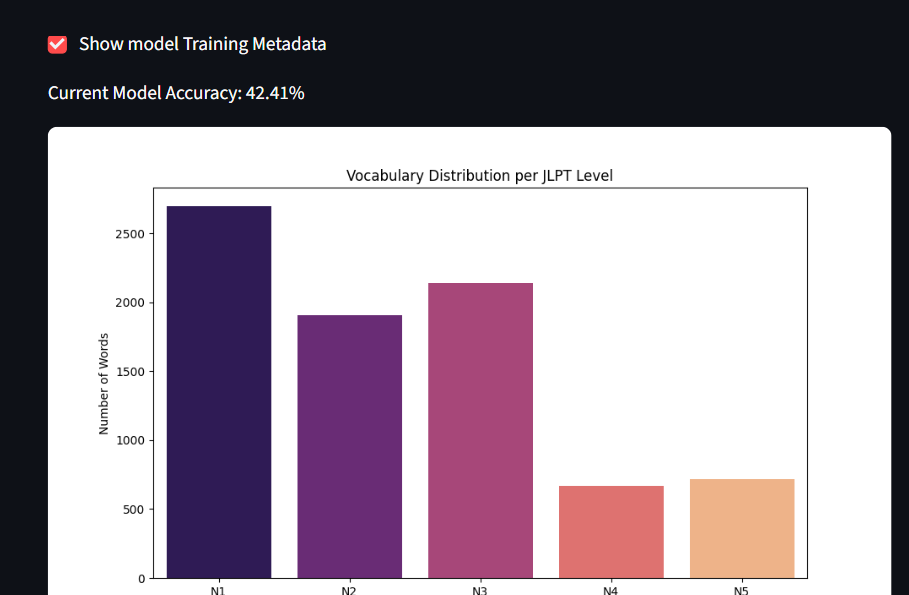 Show model Training Metadata
Current Model Accuracy: 42.41%
Vocabulary Distribution per JLPT Level
2500
2000
1500
1000
500
0
Number of Words
N1 N2 N3 N4 N5